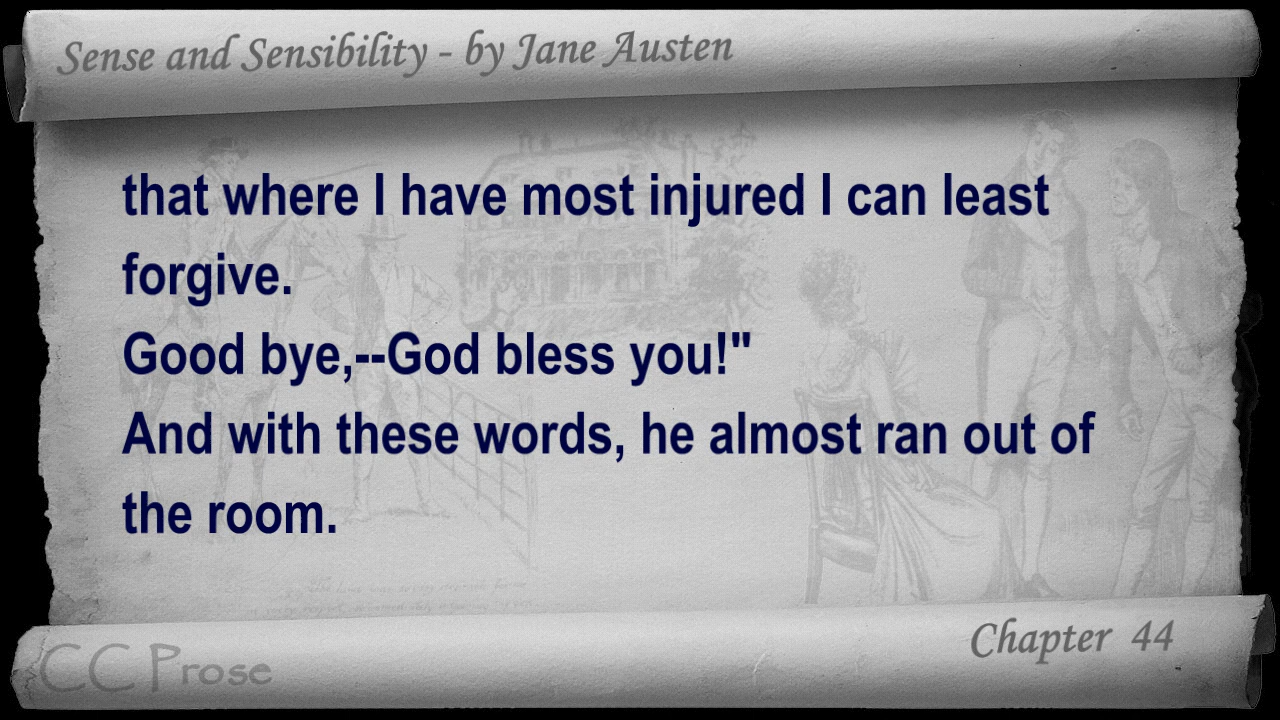 Sense and Sensibility - by Jane Austen
that where I have most injured I can least
forgive.
Good bye,--God bless you!"
And with these words, he almost ran out of
the room.
Chapter 44
CC Prose